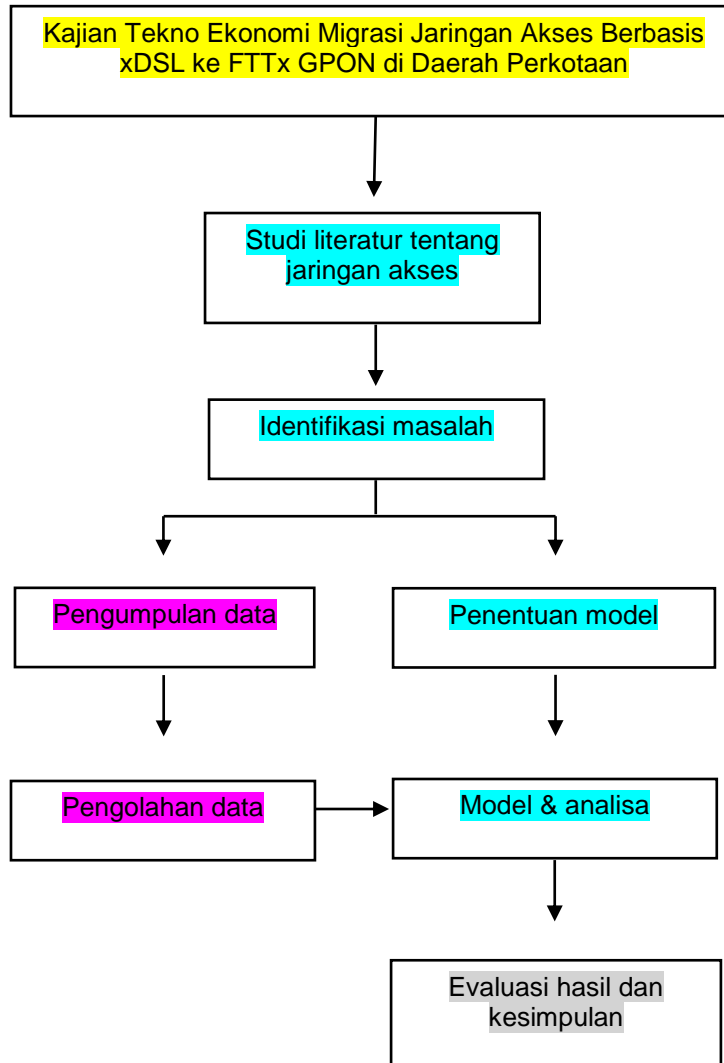 Kajian Tekno Ekonomi Migrasi Jaringan Akses Berbasis
xDSL ke FTTx GPON di Daerah Perkotaan
Studi literatur tentang
jaringan akses
Identifikasi masalah
Pengumpulan data
Penentuan model
Pengolahan data
Model & analisa
Evaluasi hasil dan
kesimpulan